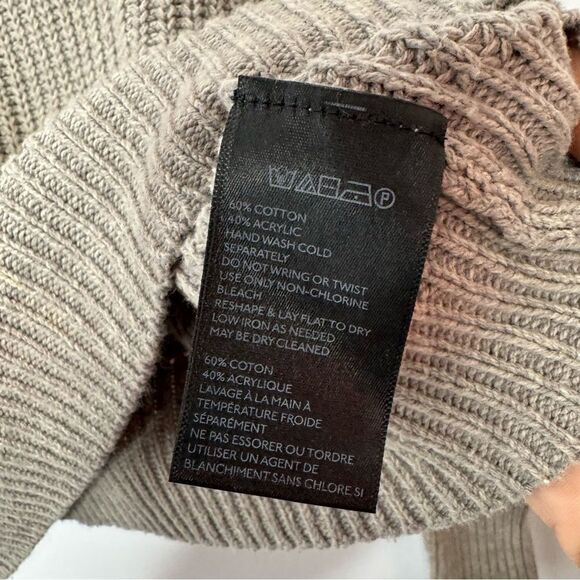 P
60% COTTON
40% ACRYLIC
HAND WASH COLD
SEPARATELY
DO NOT WRING OR TWIST
USE ONLY NON-CHLORINE
BLEACH
RESHAPE & LAY FLAT TO DRY
LOW IRON AS NEEDED
MAY BE DRY CLEANED
60% COTON
40% ACRYLIQUE
LAVAGE À LA MAIN À
TEMPÉRATURE FROIDE
SÉPARÉMENT
NE PAS ESSORER OU TORDRE
UTILISER UN AGENT DE
BLANCHIMENT SANS CHLORE SI